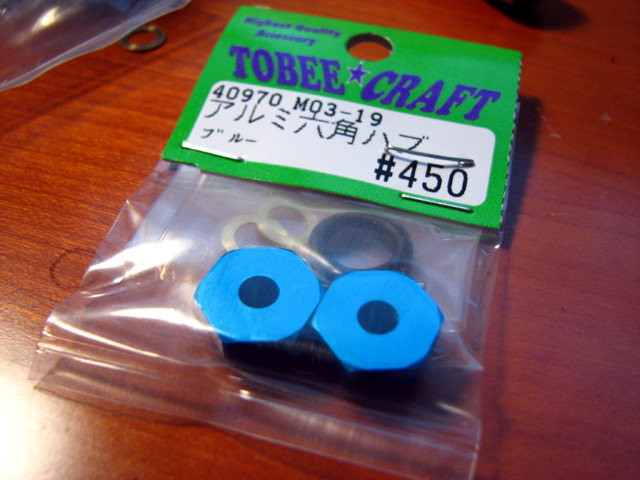 Highest Quality
Accessory
TOBEE★CRAFT
40970 M03-19
アルミ六角ハブ
ブルー
#450